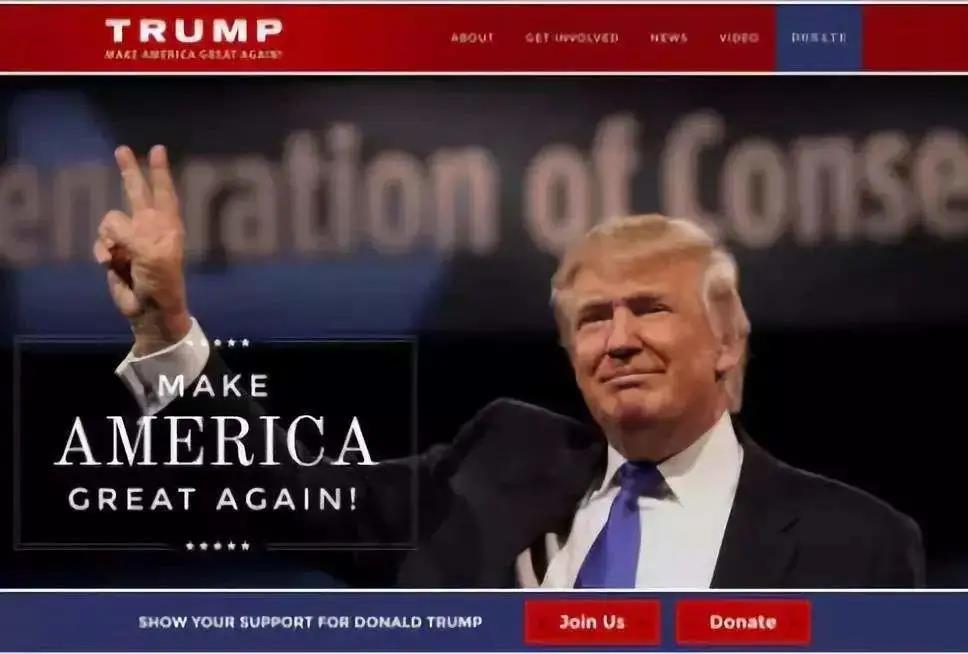 TRUMP
MAKE AMERICA GREAT AGAIN!
ABOUT GET INVOLVED NEWS VIDEO DONATE
eneration of Conse
MAKE
AMERICA
GREAT AGAIN!
SHOW YOUR SUPPORT FOR DONALD TRUMP
Join Us
Donate